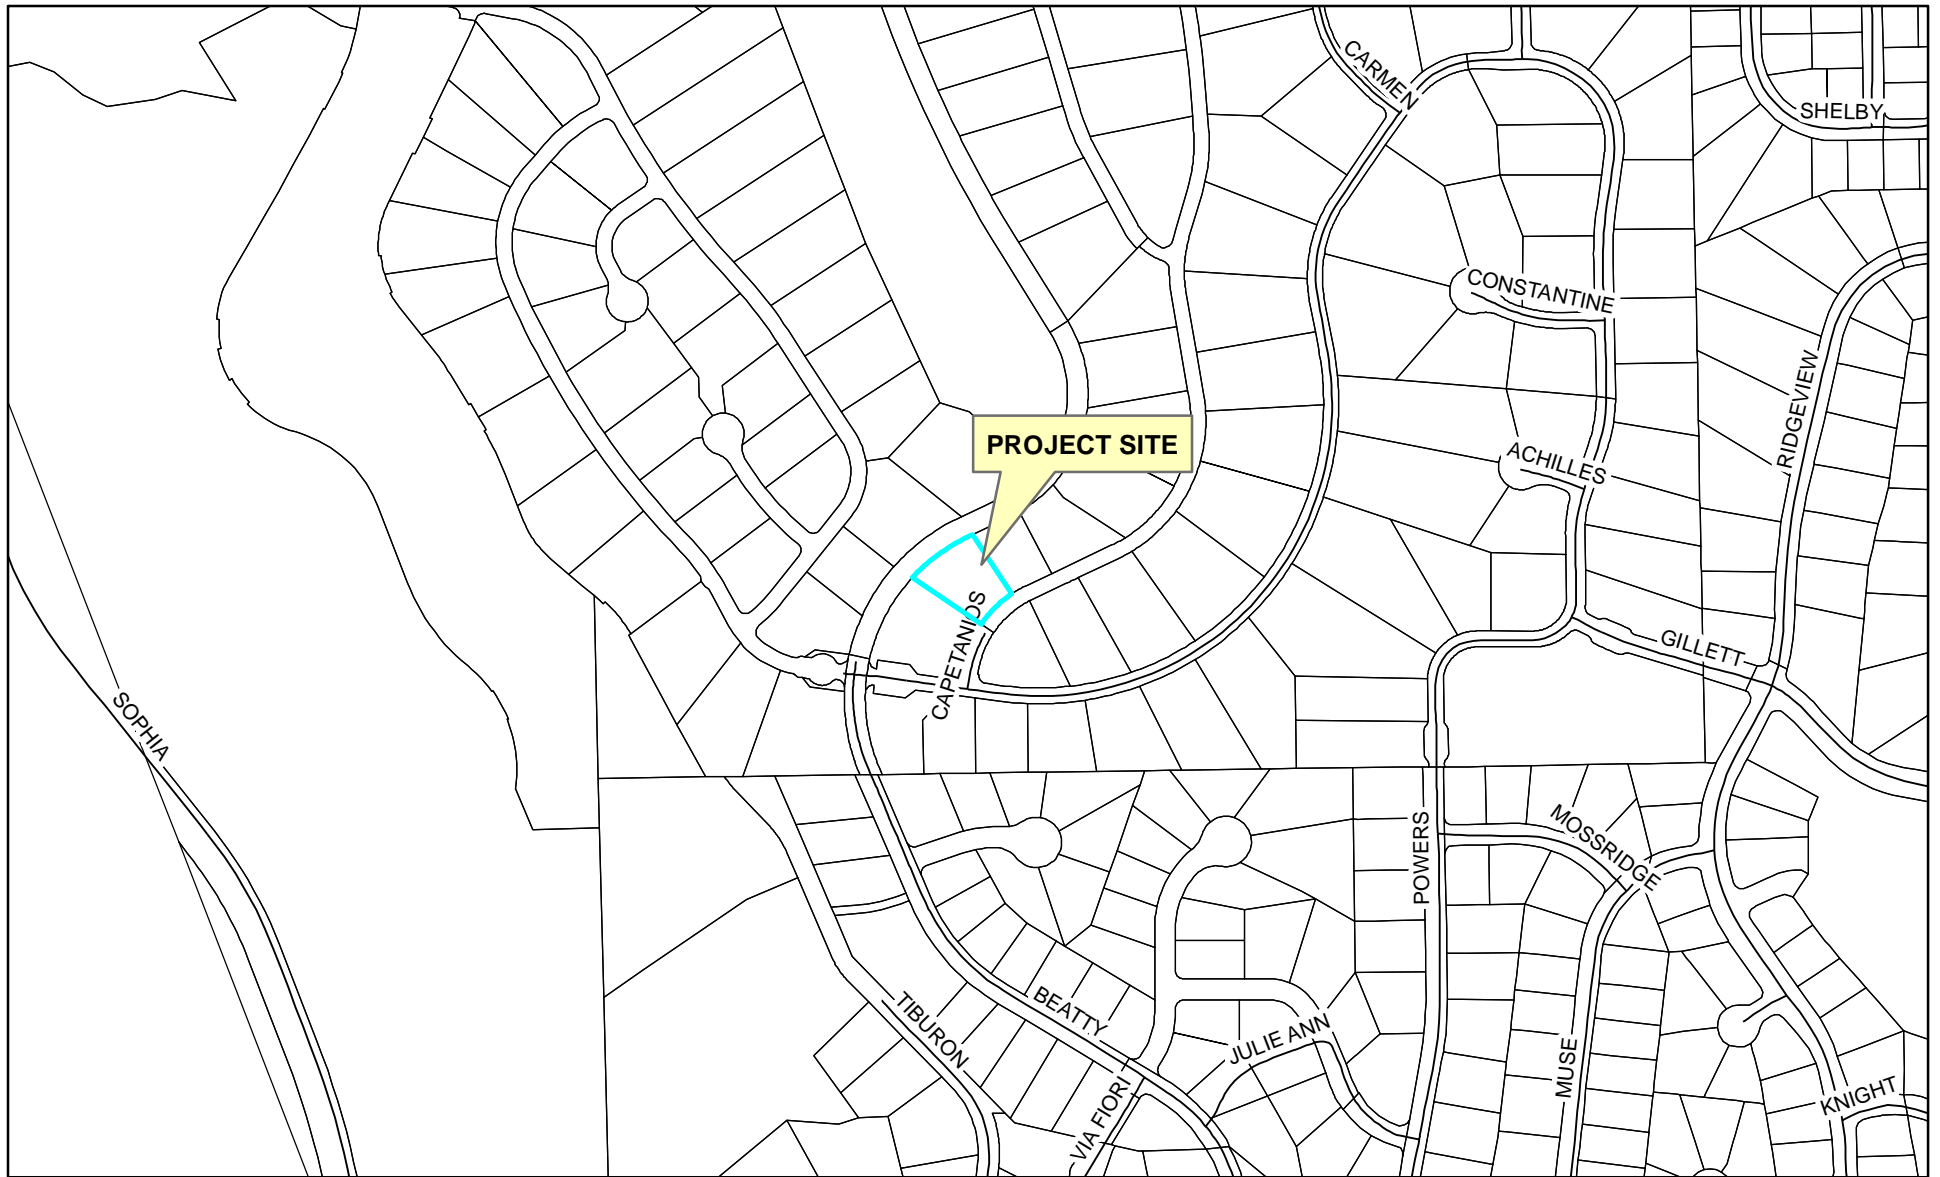 CARMEN
SHELBY
CONSTANTINE
RIDGEVIEW
PROJECT SITE
ACHILLES
CAPETANIOS
GILLETT
SOPHIA
POWERS
MOSSRIDGE
TIBURON
BEATTY
JULIE ANN
MUSE
VIA FIORI
KNIGHT